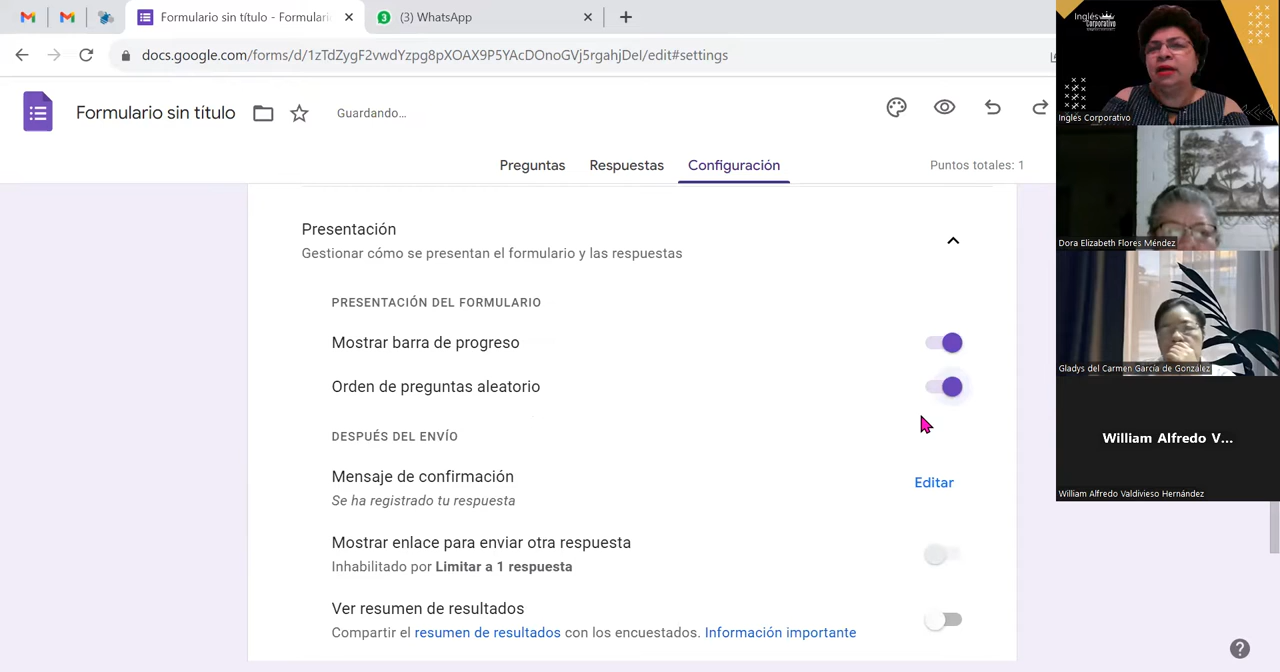 Formulario sin título - Formulari
(3) WhatsApp
3
docs.google.com/forms/d/1zTdZygF2vwdYzpg8pXOAX9P5YAcDOnoGVj5rgahjDeI/edit#settings
Formulario sin título
Guardando...
Preguntas
Respuestas
Configuración
Puntos totales: 1
Presentación
Gestionar cómo se presentan el formulario y las respuestas
PRESENTACIÓN DEL FORMULARIO
Mostrar barra de progreso
Orden de preguntas aleatorio
DESPUÉS DEL ENVÍO
Mensaje de confirmación
Se ha registrado tu respuesta
Editar
Mostrar enlace para enviar otra respuesta
Inhabilitado por Limitar a 1 respuesta
Ver resumen de resultados
Compartir el resumen de resultados con los encuestados. Información importante
Inglés
Corporativo
Inglés Corporativo
Dora Elizabeth Flores Méndez
Gladys del Carmen García de González
William Alfredo V...
William Alfredo Valdivieso Hernández